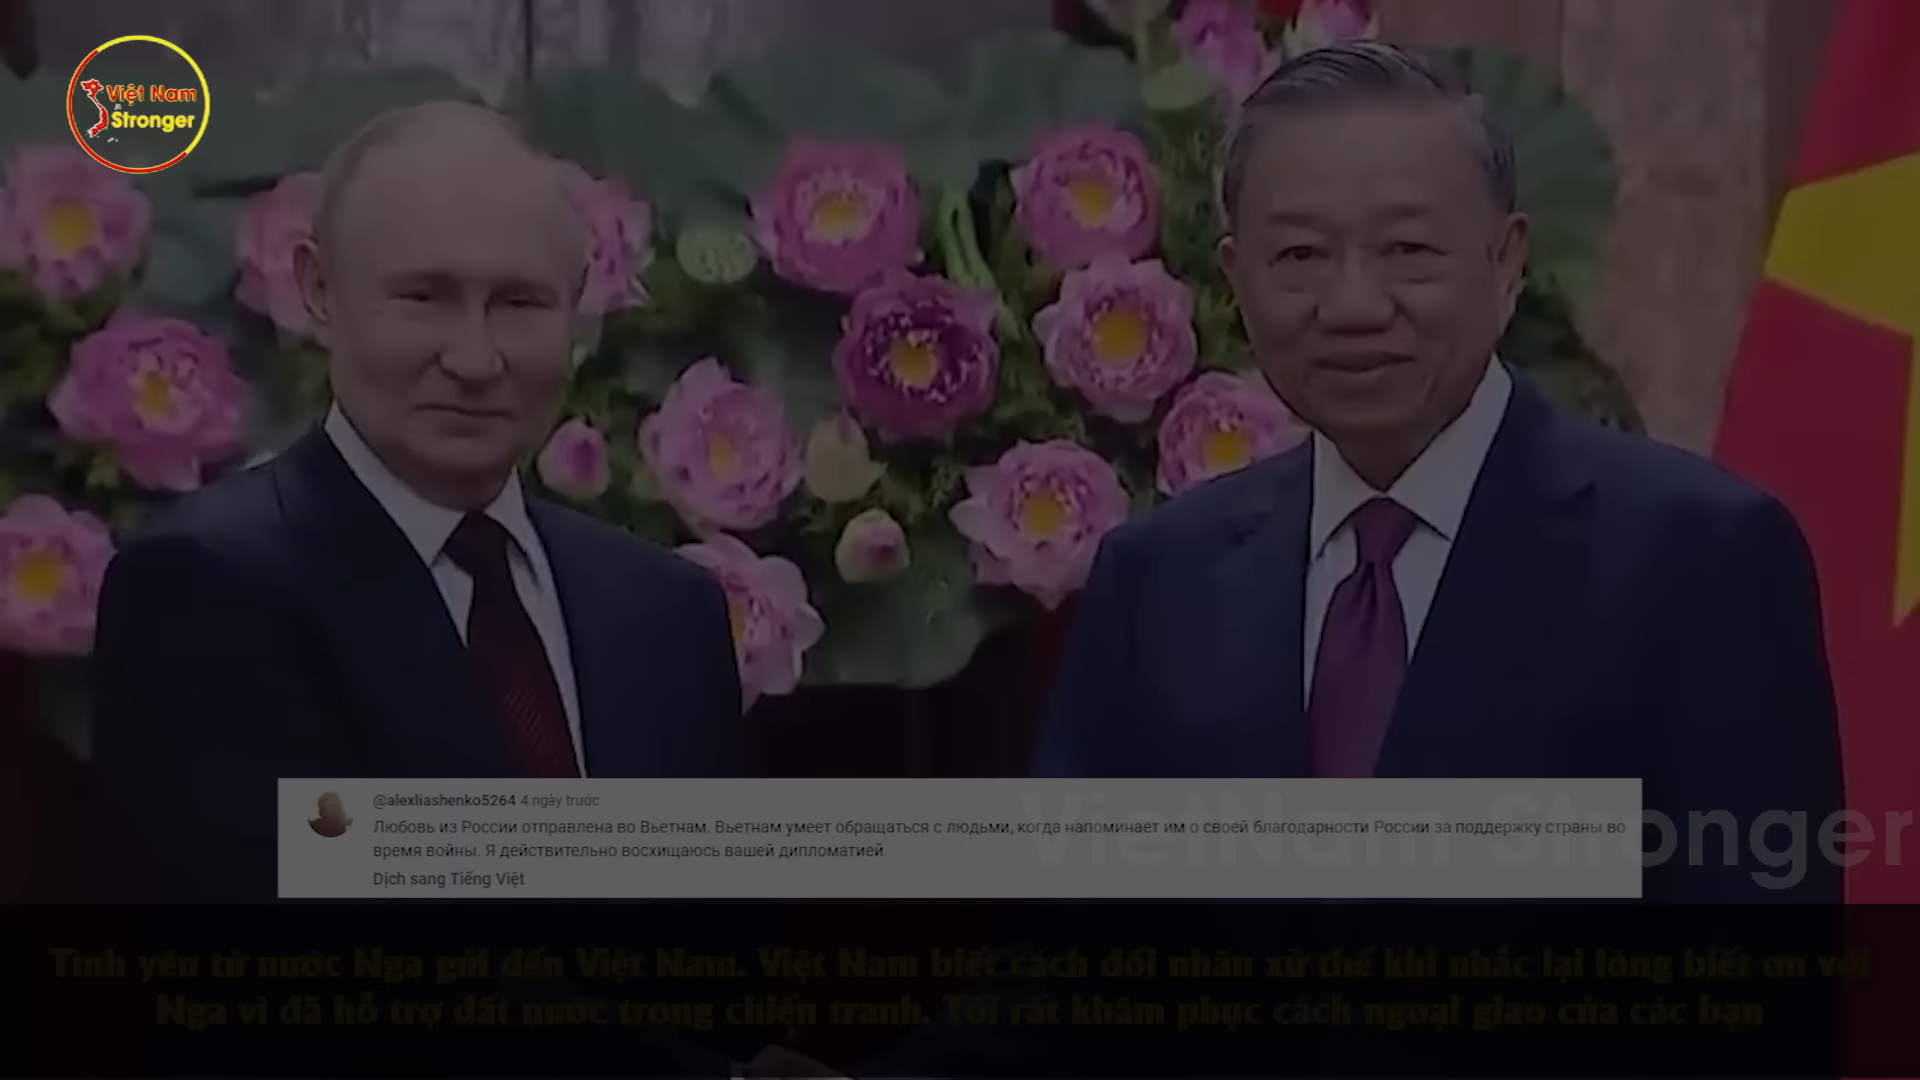 Việt Nam
Stronger
@alexliashenko5264 4 ngày trước
Любовь из России отправлена во Вьетнам. Вьетнам умеет обращаться с людьми, когда напоминает им о своей благодарности России за поддержку страны во
время войны. Я действительно восхищаюсь вашей дипломатией
Dịch sang Tiếng Việt
VietNam Stronger
Tình yêu từ nước Nga gửi đến Việt Nam. Việt Nam biết cách đối nhân xử thế khi nhắc lại lòng biết ơn với
Nga vì đã hỗ trợ đất nước trong chiến tranh. Tôi rất khâm phục cách ngoại giao của các bạn